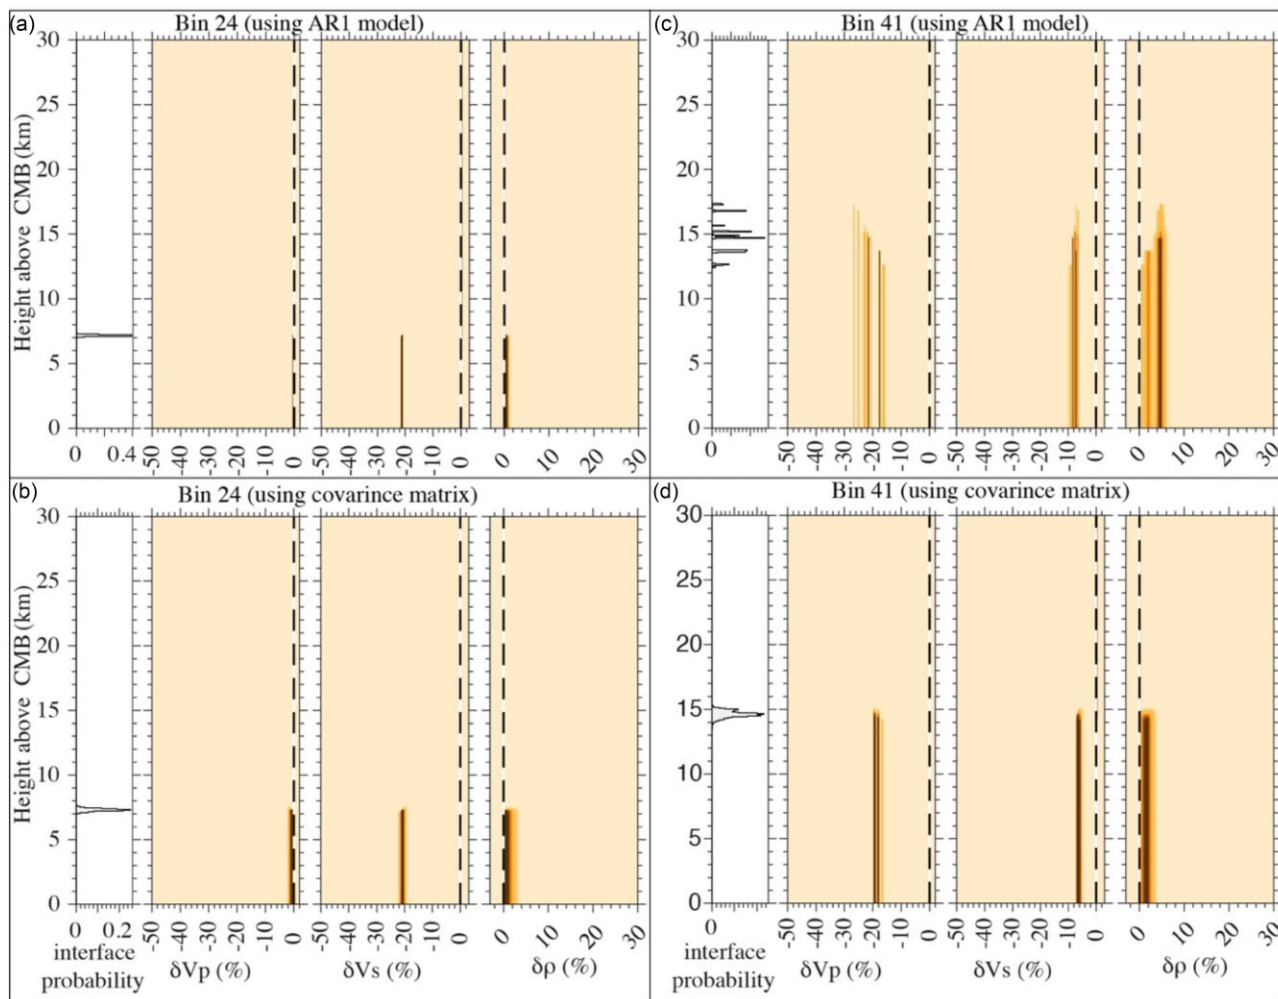 (a) Bin 24 (using AR1 model)
(c) Bin 41 (using AR1 model)
Height above CMB (km)
30
25
20
15
10
5
0
0 0.4
-50 -40 -30 -20 -10 0
-50 -40 -30 -20 -10 0
0 10 20 30
30
25
20
15
10
5
0
0
-50 -40 -30 -20 -10 0
-50 -40 -30 -20 -10 0
0 10 20 30
(b) Bin 24 (using covarince matrix)
(d) Bin 41 (using covarince matrix)
Height above CMB (km)
30
25
20
15
10
5
0
0 0.2
-50 -40 -30 -20 -10 0
-50 -40 -30 -20 -10 0
0 10 20 30
interface
probability
δVp (%)
δVs (%)
δρ (%)
30
25
20
15
10
5
0
0
-50 -40 -30 -20 -10 0
-50 -40 -30 -20 -10 0
0 10 20 30
interface
probability
δVp (%)
δVs (%)
δρ (%)